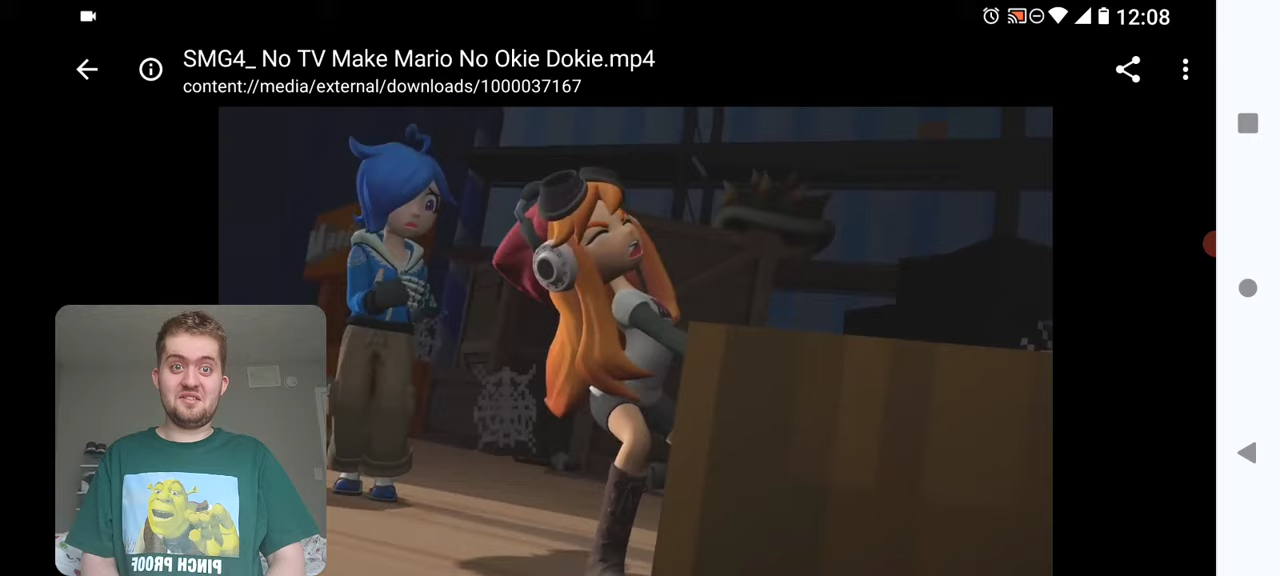 12:08
SMG4_ No TV Make Mario No Okie Dokie.mp4
content://media/external/downloads/1000037167
PINCH PROOF